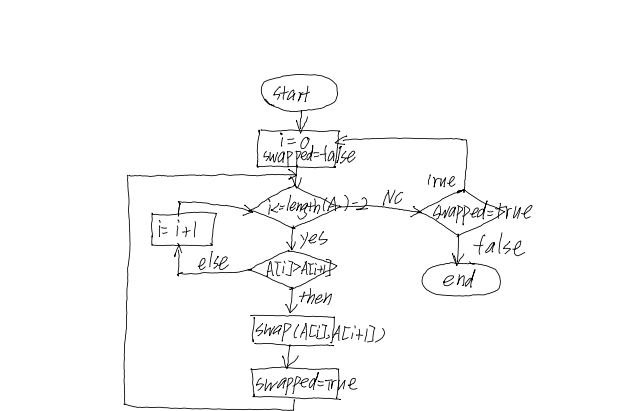 start
i = 0
swapped=false
i<=length(A)-2
NO
True
swapped=true
i= i+1
yes
false
else
A[i]>A[i+1]
end
then
swap(A[i],A[i+1])
swapped=True